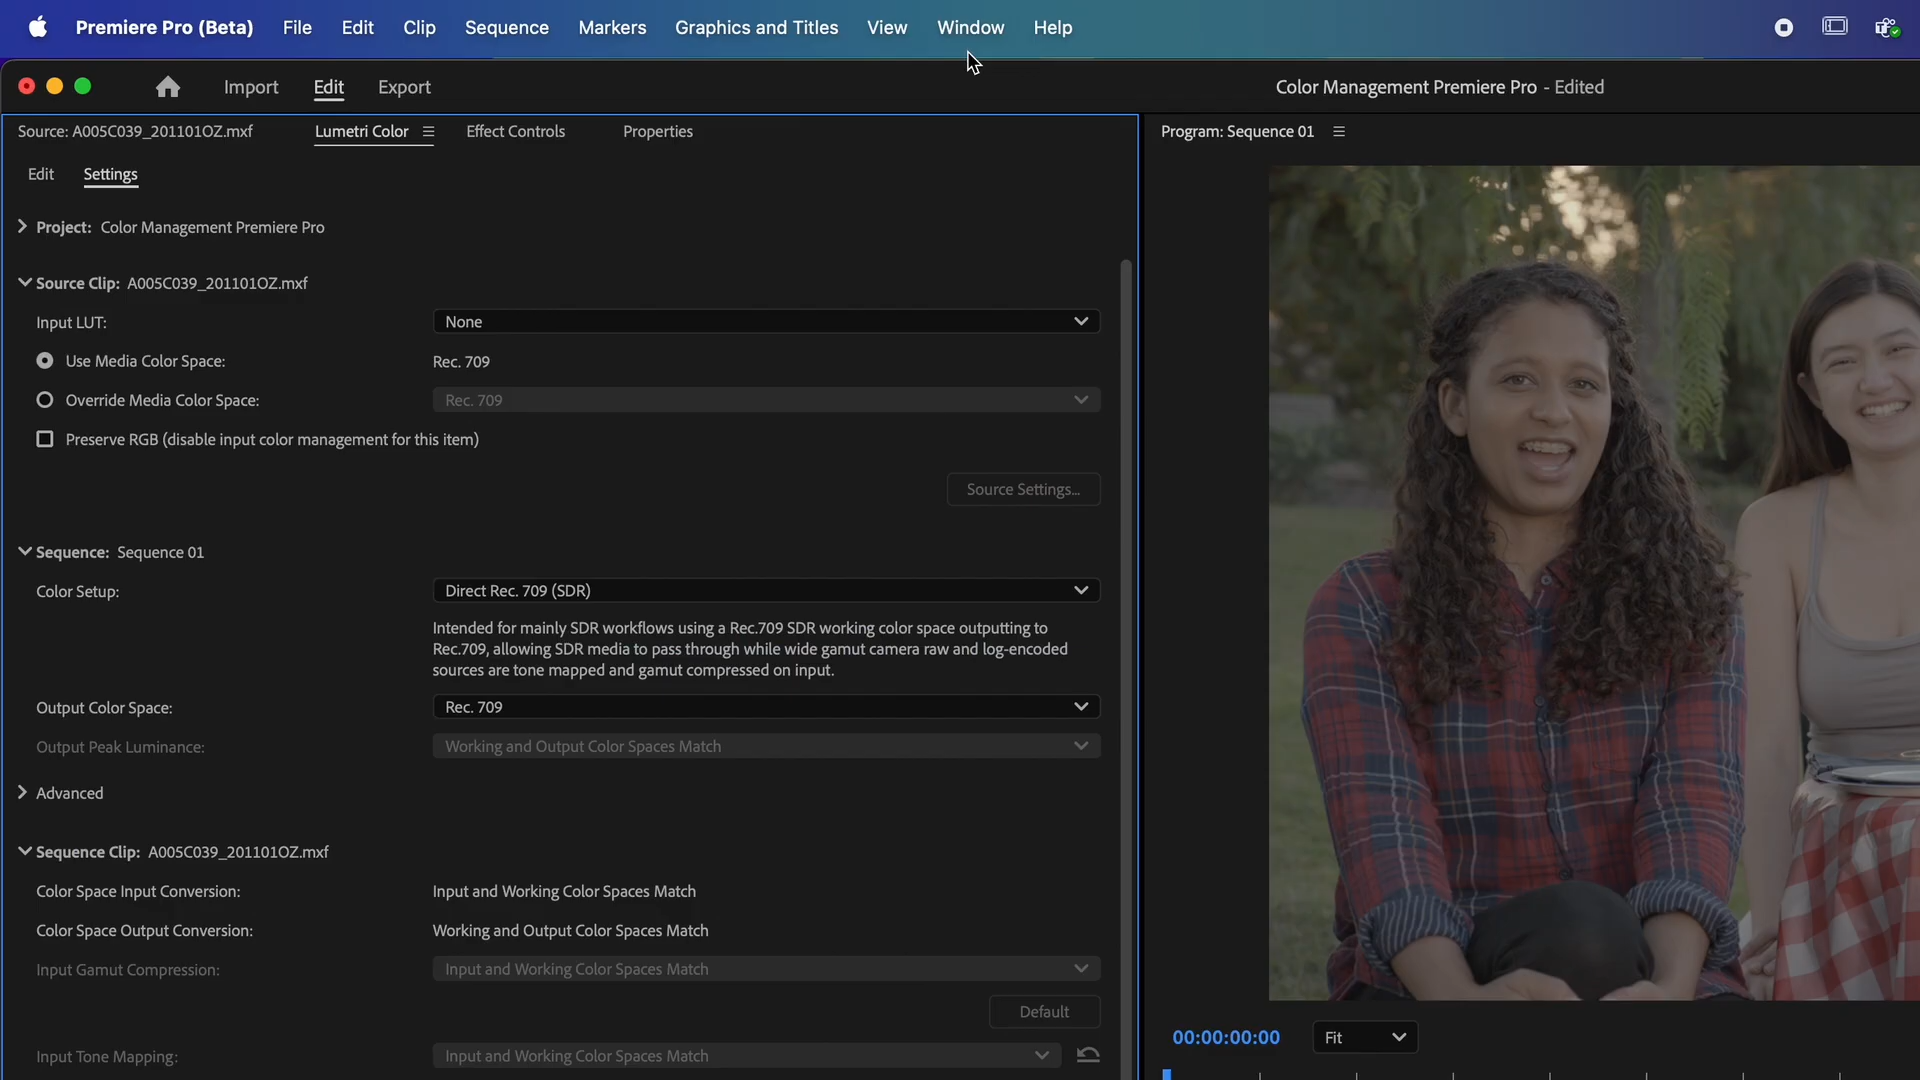 Premiere Pro (Beta) File Edit Clip Sequence Markers Graphics and Titles View Window Help
Import Edit Export
Color Management Premiere Pro - Edited
Source: A005C039_201101OZ.mxf Lumetri Color Effect Controls Properties
Program: Sequence 01
Edit Settings
Project: Color Management Premiere Pro
Source Clip: A005C039_201101OZ.mxf
Input LUT: None
Use Media Color Space: Rec. 709
Override Media Color Space: Rec. 709
Preserve RGB (disable input color management for this item)
Source Settings...
Sequence: Sequence 01
Color Setup: Direct Rec. 709 (SDR)
Intended for mainly SDR workflows using a Rec.709 SDR working color space outputting to
Rec.709, allowing SDR media to pass through while wide gamut camera raw and log-encoded
sources are tone mapped and gamut compressed on input.
Output Color Space: Rec. 709
Output Peak Luminance: Working and Output Color Spaces Match
Advanced
Sequence Clip: A005C039_201101OZ.mxf
Color Space Input Conversion: Input and Working Color Spaces Match
Color Space Output Conversion: Working and Output Color Spaces Match
Input Gamut Compression: Input and Working Color Spaces Match
Default
Input Tone Mapping: Input and Working Color Spaces Match
00:00:00:00 Fit